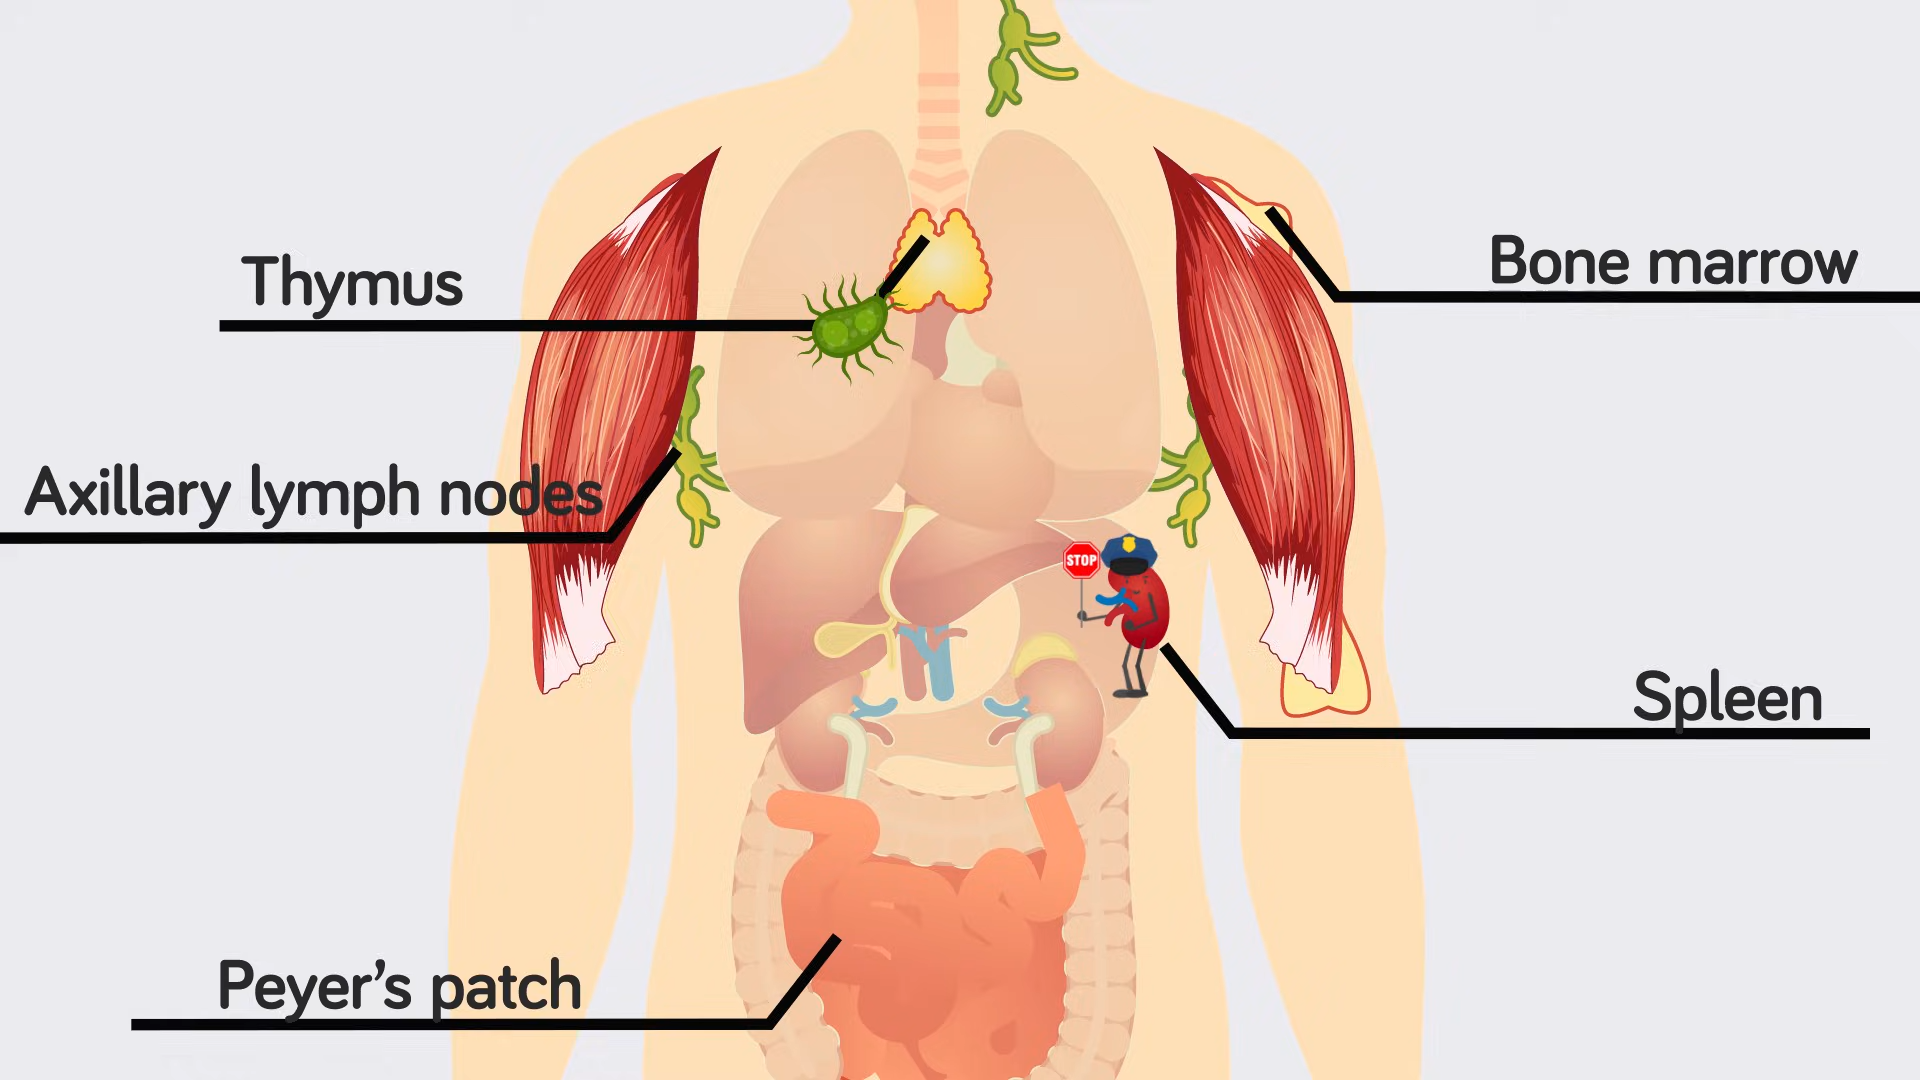 Bone marrow
Thymus
Axillary lymph nodes
STOP
Spleen
Peyer’s patch